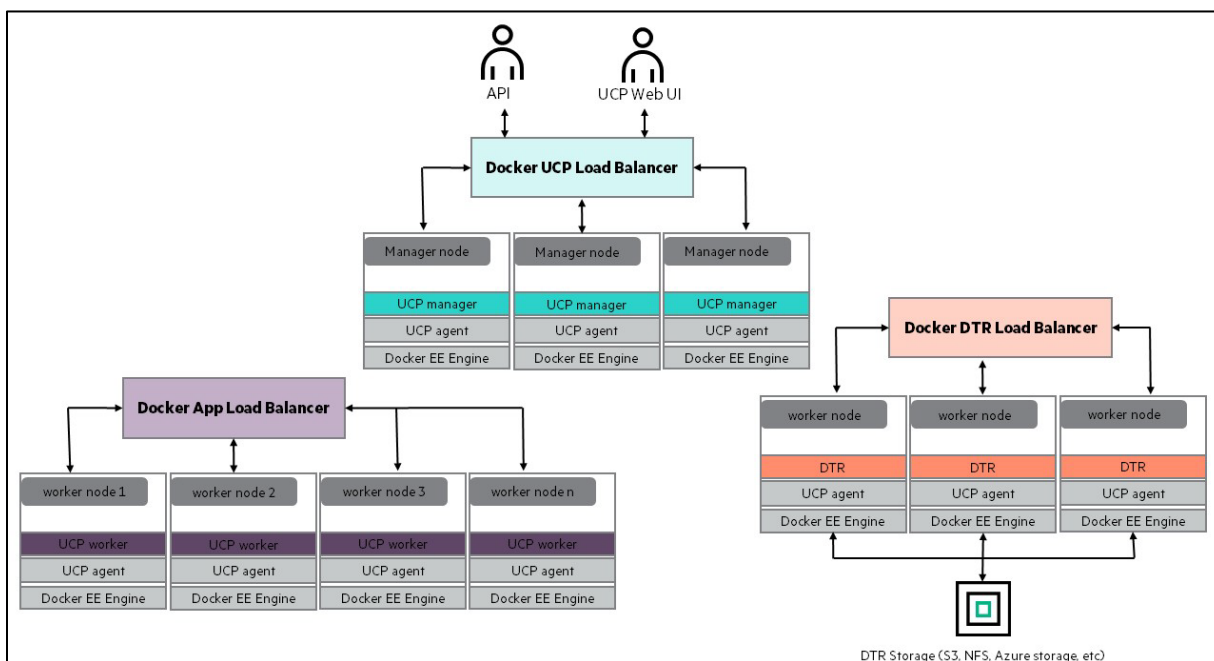 API
UCP Web UI
Docker UCP Load Balancer
Manager node
Manager node
Manager node
UCP manager
UCP manager
UCP manager
UCP agent
UCP agent
UCP agent
Docker EE Engine
Docker EE Engine
Docker EE Engine
Docker DTR Load Balancer
worker node
worker node
worker node
DTR
DTR
DTR
UCP agent
UCP agent
UCP agent
Docker EE Engine
Docker EE Engine
Docker EE Engine
DTR Storage (S3, NFS, Azure storage, etc)
Docker App Load Balancer
worker node 1
worker node 2
worker node 3
worker node n
UCP worker
UCP worker
UCP worker
UCP worker
UCP agent
UCP agent
UCP agent
UCP agent
Docker EE Engine
Docker EE Engine
Docker EE Engine
Docker EE Engine